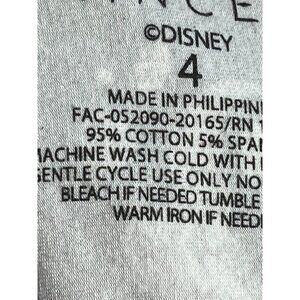 ©DISNEY
4
MADE IN PHILIPPIN
FAC-052090-20165/RN
95% COTTON 5% SPAN
MACHINE WASH COLD WITH
GENTLE CYCLE USE ONLY NO
BLEACH IF NEEDED TUMBLE
WARM IRON IF NEED